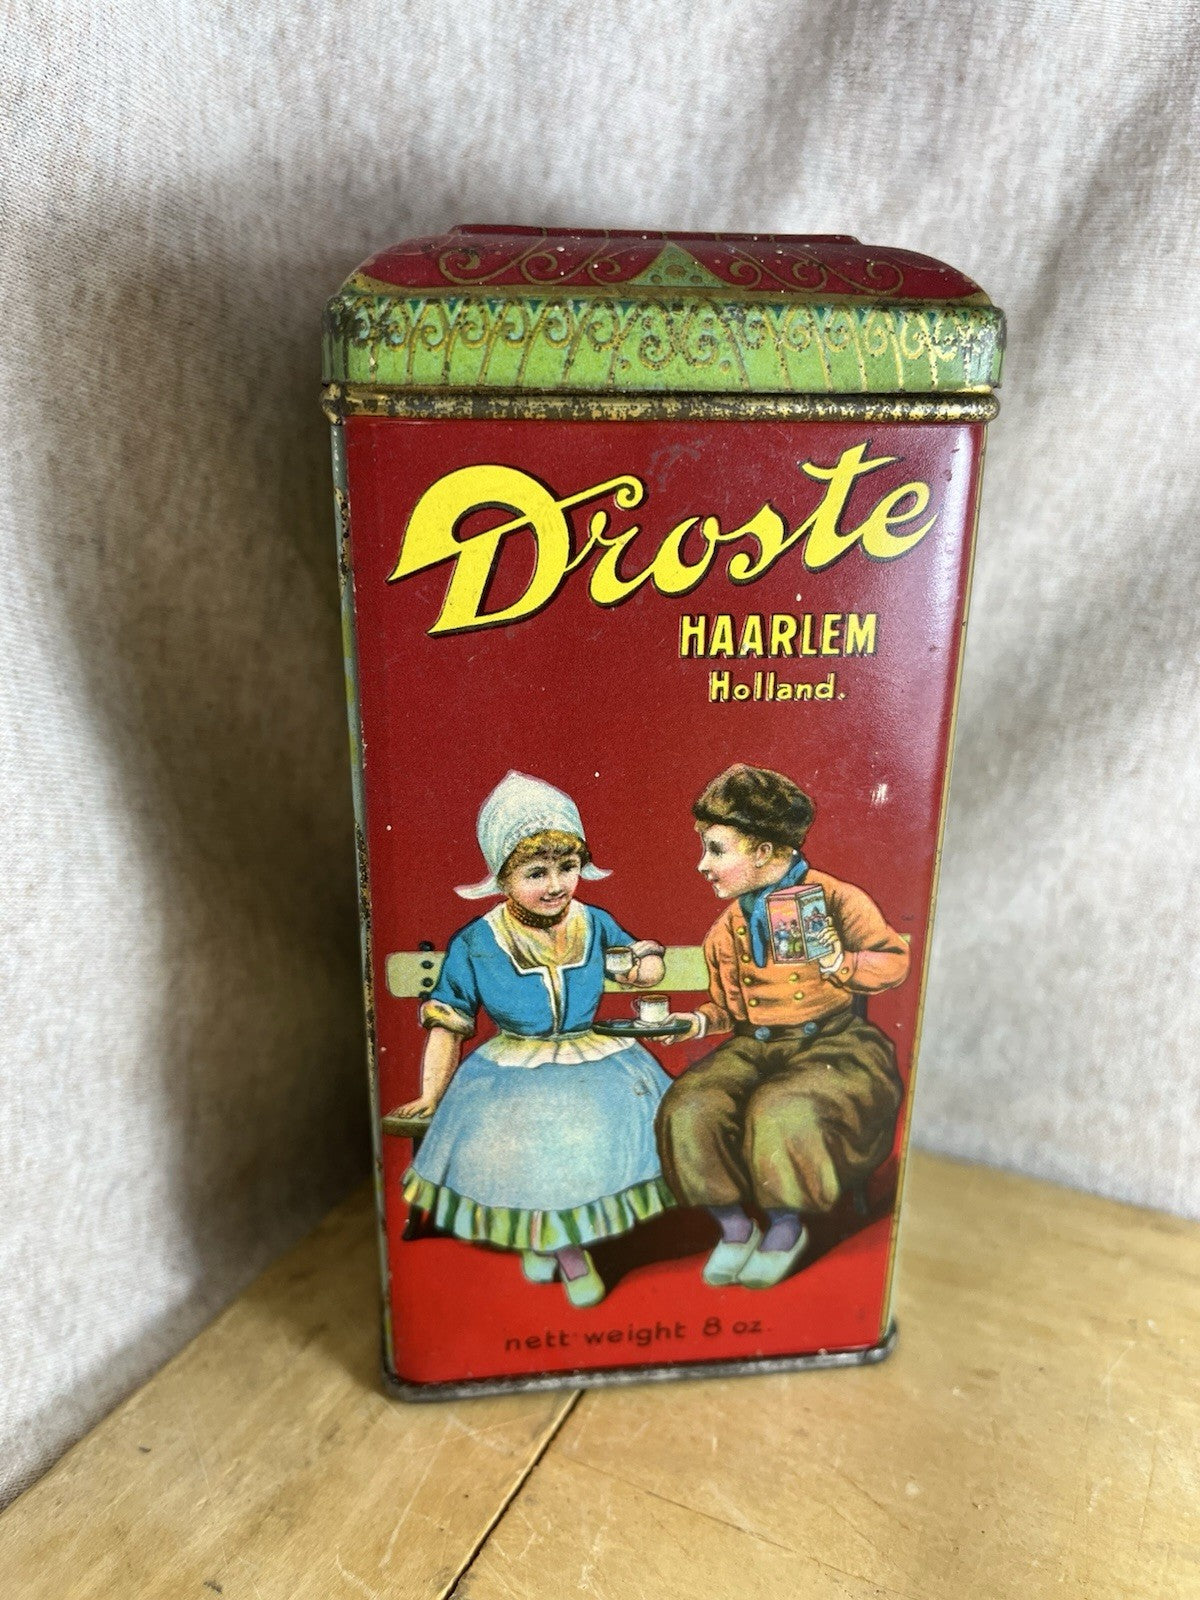 Droste
HAARLEM
Holland.
nett weight 8 oz.